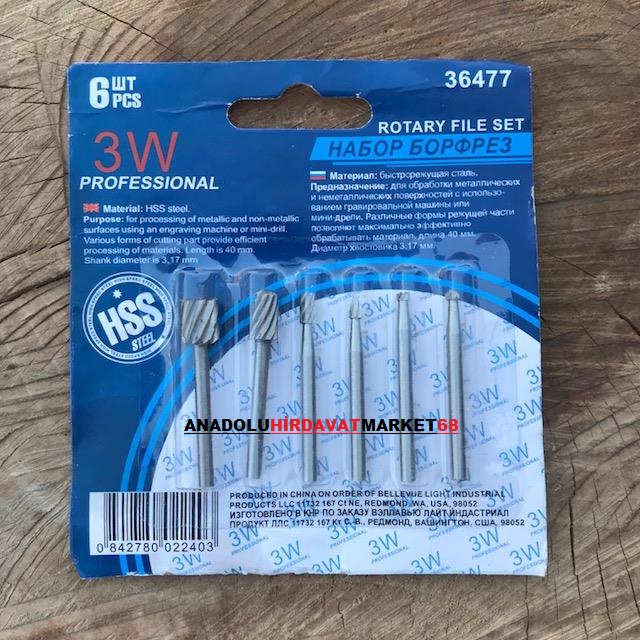 6 ШТ
PCS
36477
ROTARY FILE SET
НАБОР БОРФРЕЗ
3W
PROFESSIONAL
Material: HSS steel.
Purpose: for processing of metallic and non-metallic
surfaces using an engraving machine or mini-drill.
Various forms of cutting part provide efficient
processing of materials. Length is 40 mm.
Shank diameter is 3,17 mm
Материал: быстрорежущая сталь.
Предназначение: для обработки металлических
и неметаллических поверхностей с использо-
ванием гравировальной машины или
мини-дрели. Различные формы режущей части
позволяют максимально эффективно
обрабатывать материал, длина 40 мм.
Диаметр хвостовика 3,17 мм.
HSS
STEEL
ANADOLUHIRDAVATMARKET68
PRODUCED IN CHINA ON ORDER OF BELLEVUE LIGHT INDUSTRIAL
PRODUCTS LLC 11732 167 Ct NE, REDMOND, WA, USA, 98052
ИЗГОТОВЛЕНО В КНР ПО ЗАКАЗУ ВЭЛЛАВЬЮ ЛАЙТ ИНДАСТРИАЛ
ПРОДУКТ ЛЛС 11732 167 Кт С.-В., РЕДМОНД, ВАШИНГТОН, США, 98052
0 842780 022403
3W
PROFESSIONAL